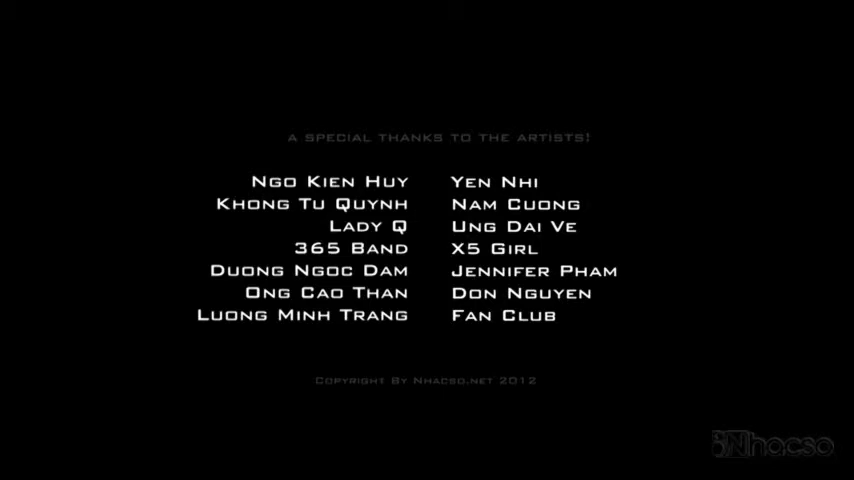 A SPECIAL THANKS TO THE ARTISTS!
NGO KIEN HUY YEN NHI
KHONG TU QUYNH NAM CUONG
LADY Q UNG DAI VE
365 BAND X5 GIRL
DUONG NGOC DAM JENNIFER PHAM
ONG CAO THAN DON NGUYEN
LUONG MINH TRANG FAN CLUB
COPYRIGHT BY NHACSO.NET 2012
Nhacso